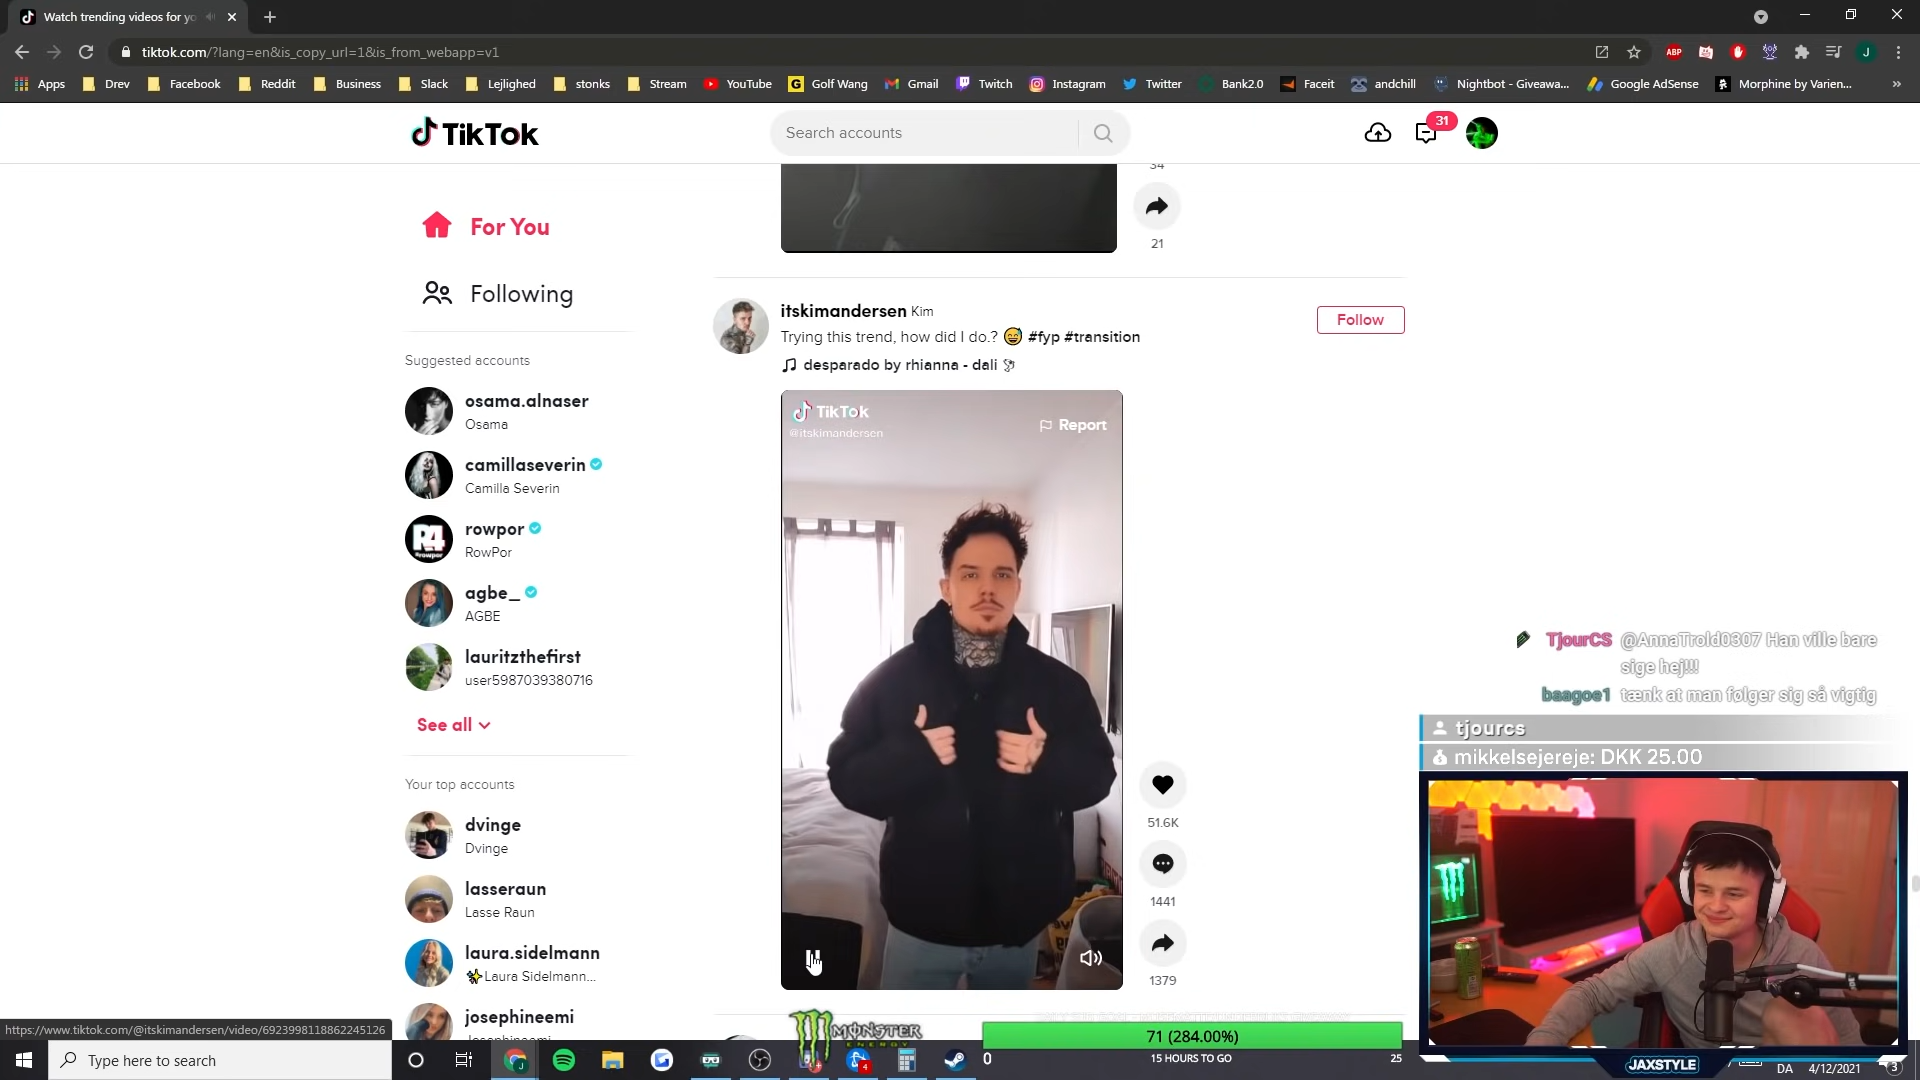 Watch trending videos for yo
tiktok.com/?lang=en&is_copy_url=1&is_from_webapp=v1
ABP
J
Apps Drev Facebook Reddit Business Slack Lejlighed stonks Stream YouTube Golf Wang Gmail Twitch Instagram Twitter Bank2.0 Faceit andchill Nightbot - Giveawa... Google AdSense Morphine by Varien... »
TikTok
Search accounts
31
34
21
For You
Following
Suggested accounts
osama.alnaser
Osama
camillaseverin
Camilla Severin
R4
rowpor
RowPor
agbe_
AGBE
lauritzthefirst
user5987039380716
See all
Your top accounts
dvinge
Dvinge
lasseraun
Lasse Raun
laura.sidelmann
✨Laura Sidelmann...
josephineemi
itskimandersen Kim
Trying this trend, how did I do.? 😅 #fyp #transition
desparado by rhianna - dali
Follow
TikTok
@itskimandersen
Report
51.6K
1441
1379
TjourCS @AnnaTrold0307 Han ville bare
sige hej!!!
baagoe1 tænk at man følger sig så vigtig
tjourcs
mikkelsejereje: DKK 25.00
JAXSTYLE
https://www.tiktok.com/@itskimandersen/video/6923998118862245126
MONSTER
ENERGY
71 (284.00%)
0
15 HOURS TO GO
25
Type here to search
4
DA
4/12/2021
3